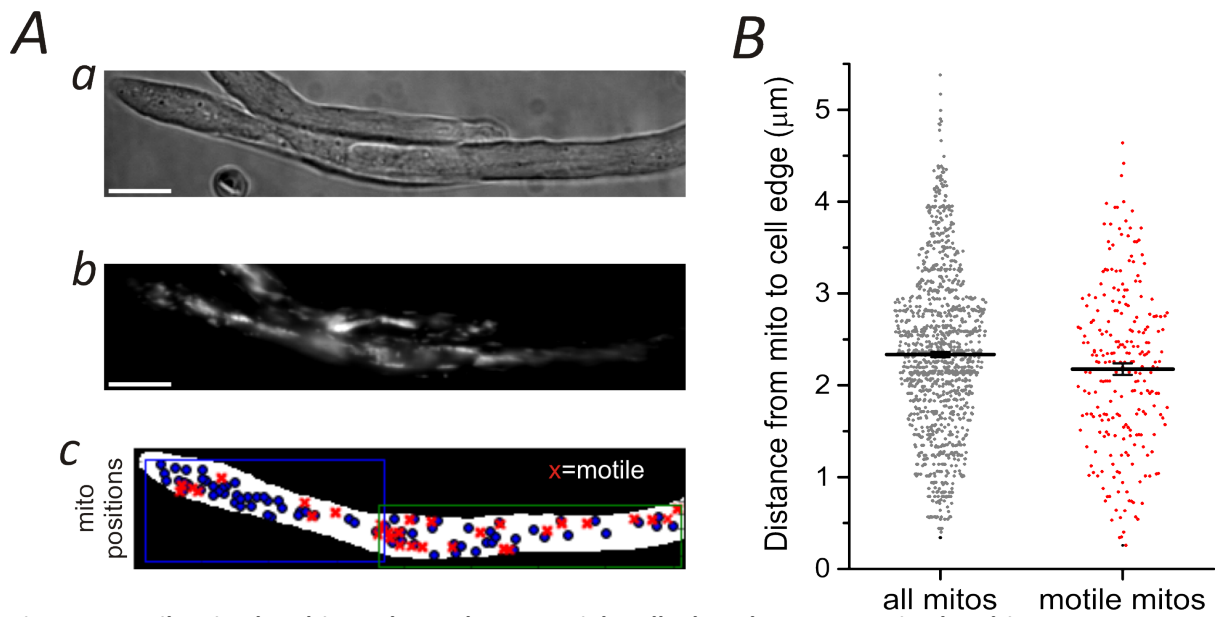 A
a
b
c
mito
positions
x=motile
B
Distance from mito to cell edge (μm)
5
4
3
2
1
0
all mitos
motile mitos